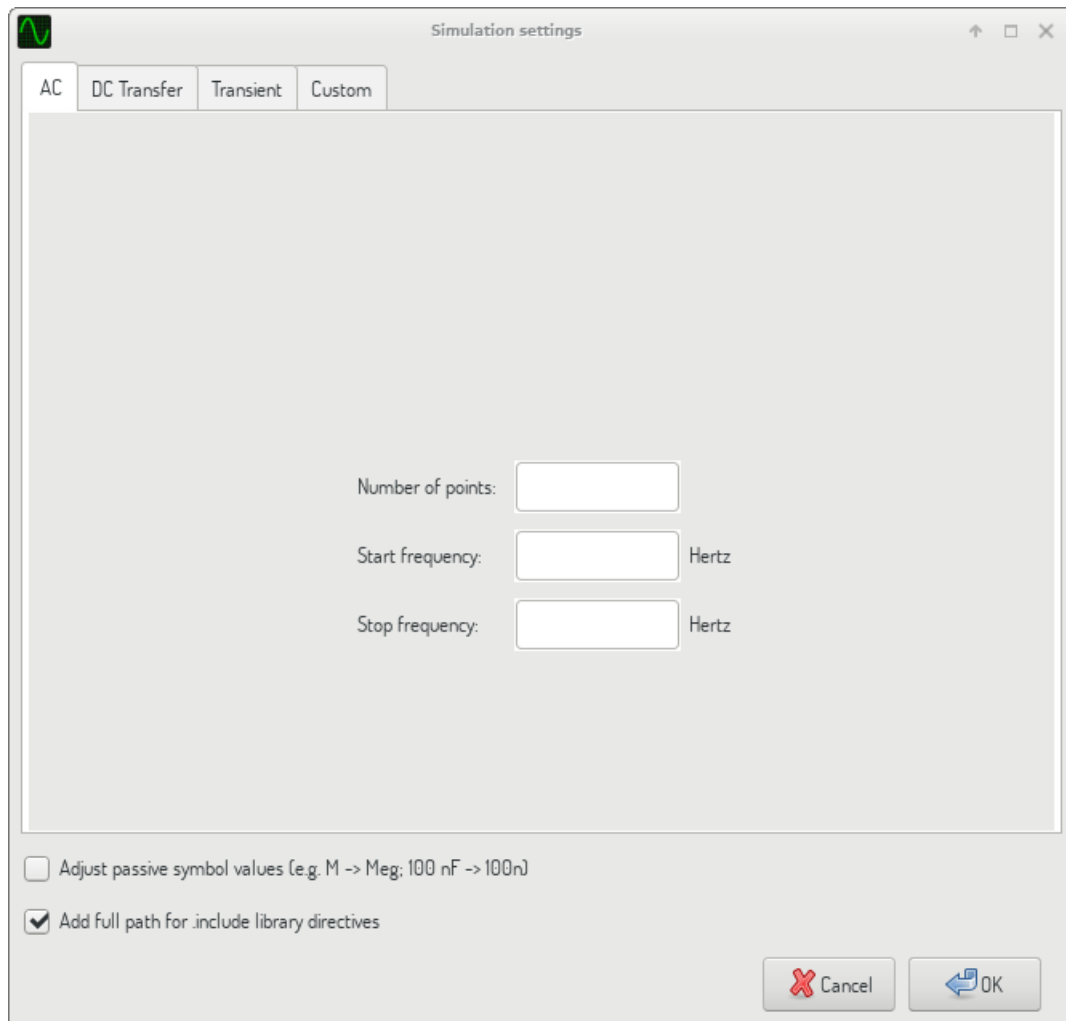 Simulation settings
AC DC Transfer Transient Custom
Number of points:
Start frequency: Hertz
Stop frequency: Hertz
Adjust passive symbol values (e.g. M -> Meg; 100 nF -> 100n)
Add full path for .include library directives
Cancel OK